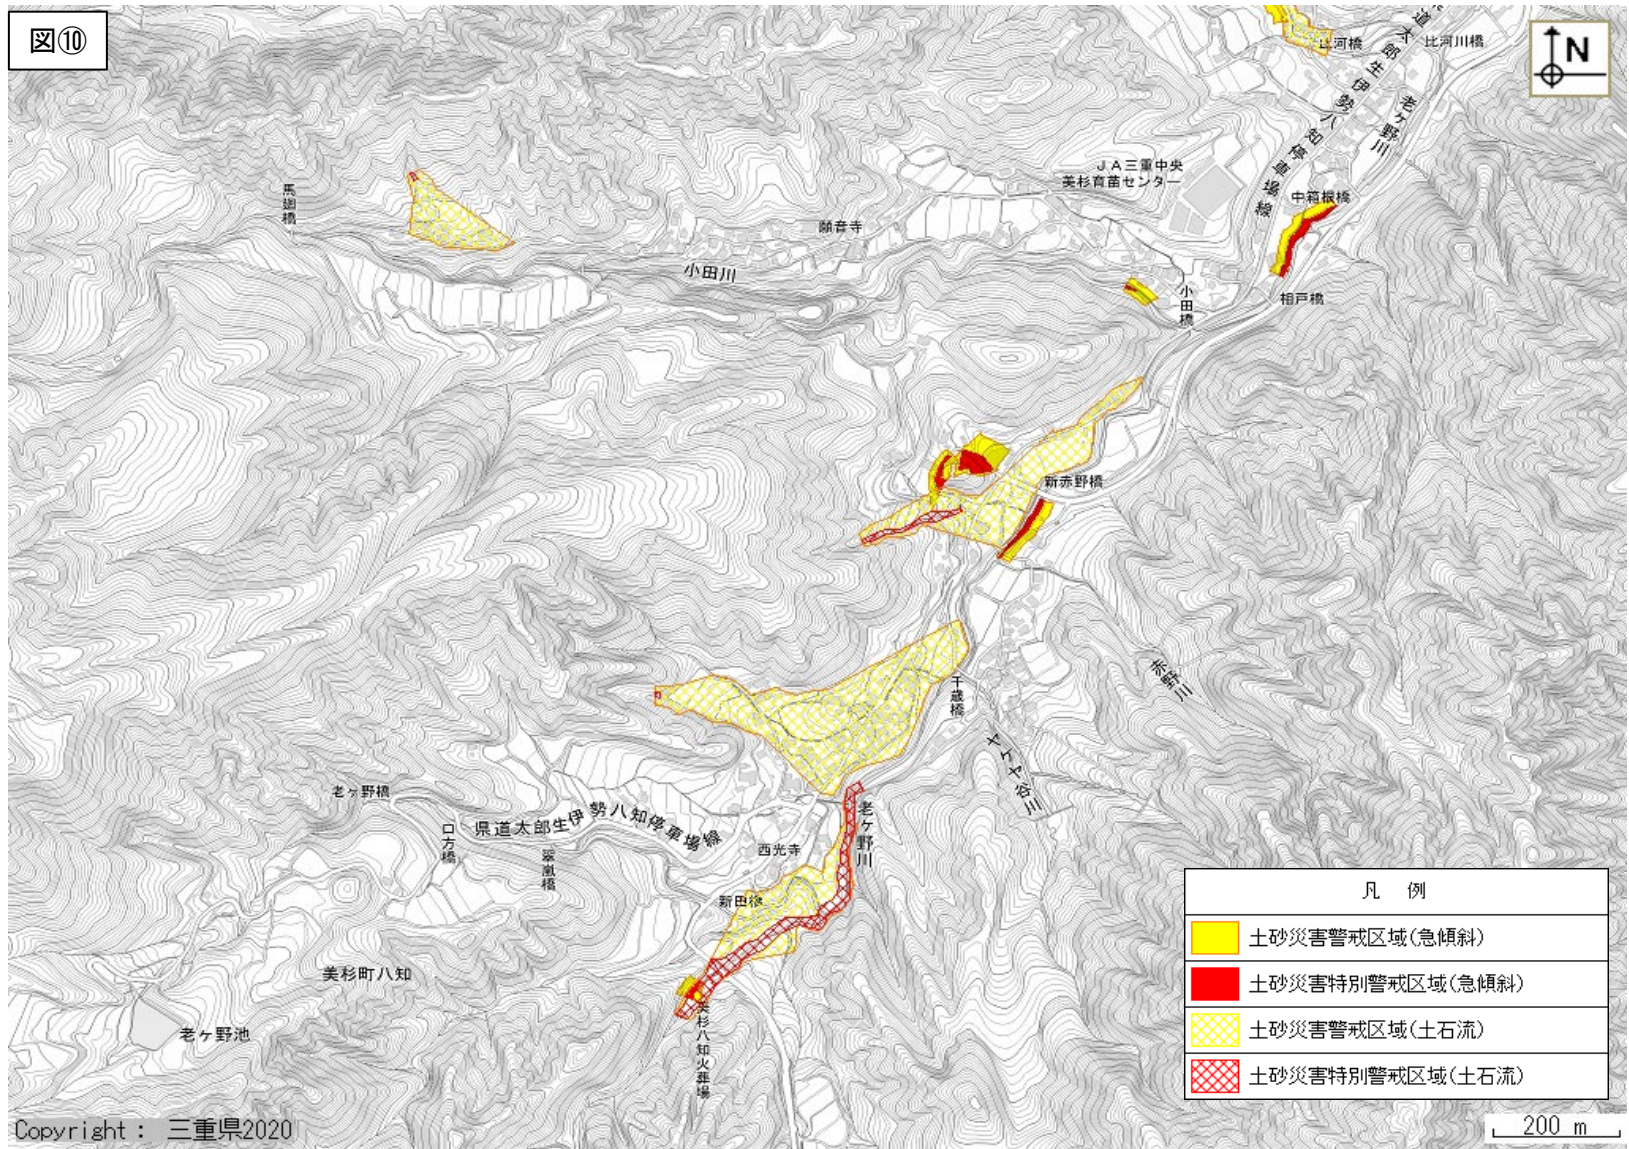 図⑩
比河橋
比河川橋
N
県道太郎生伊勢八知停車場線
老ヶ野川
JA三重中央
美杉育苗センター
中箱根橋
馬廻橋
願音寺
小田川
小田橋
相戸橋
新赤野橋
赤野川
千歳橋
ヤケヤ谷川
老ヶ野橋
口方橋
県道太郎生伊勢八知停車場線
翠嵐橋
西光寺
老ヶ野川
新田橋
美杉町八知
老ヶ野池
美杉八知火葬場
凡 例
土砂災害警戒区域(急傾斜)
土砂災害特別警戒区域(急傾斜)
土砂災害警戒区域(土石流)
土砂災害特別警戒区域(土石流)
Copyright : 三重県2020
200 m